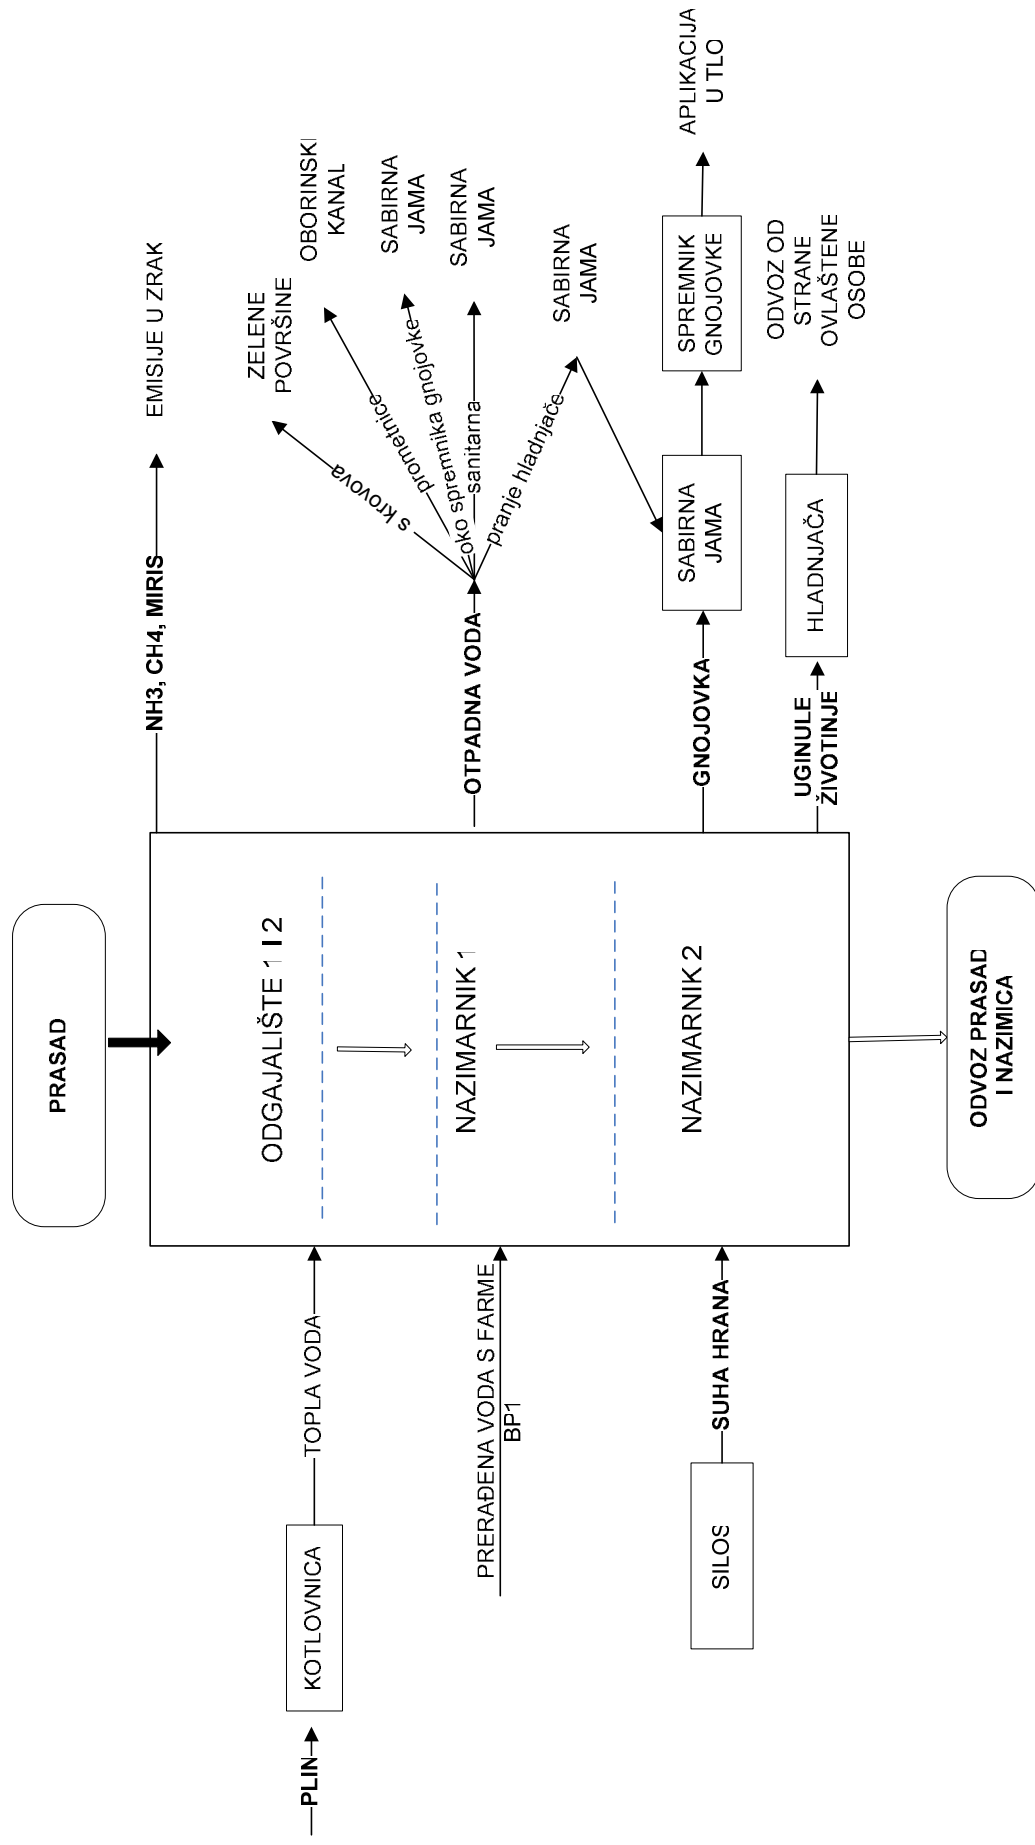 PRASAD
PLIN
KOTLOVNICA
TOPLA VODA
PRERAĐENA VODA S FARME
BP1
SILOS
SUHA HRANA
ODGAJALIŠTE 1 I 2
NAZIMARNIK 1
NAZIMARNIK 2
NH3, CH4, MIRIS
EMISIJE U ZRAK
OTPADNA VODA
s krovova
ZELENE
POVRŠINE
prometnice
OBORINSKI
KANAL
oko spremnika gnojovke
SABIRNA
JAMA
sanitarna
SABIRNA
JAMA
pranje hladnjače
SABIRNA
JAMA
GNOJOVKA
SABIRNA
JAMA
SPREMNIK
GNOJOVKE
APLIKACIJA
U TLO
UGINULE
ŽIVOTINJE
HLADNJAČA
ODVOZ OD
STRANE
OVLAŠTENE
OSOBE
ODVOZ PRASAD
I NAZIMICA